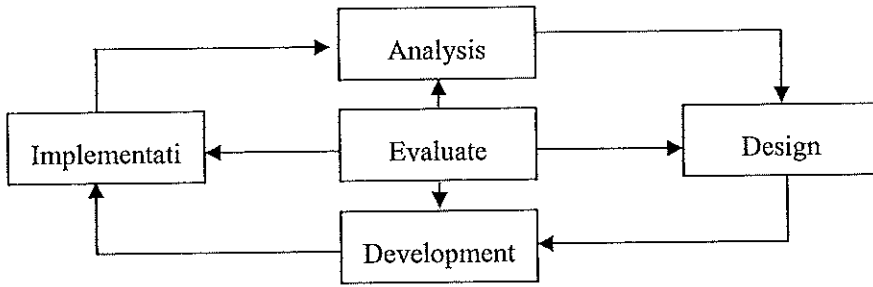 Analysis
Implementati
Evaluate
Design
Development